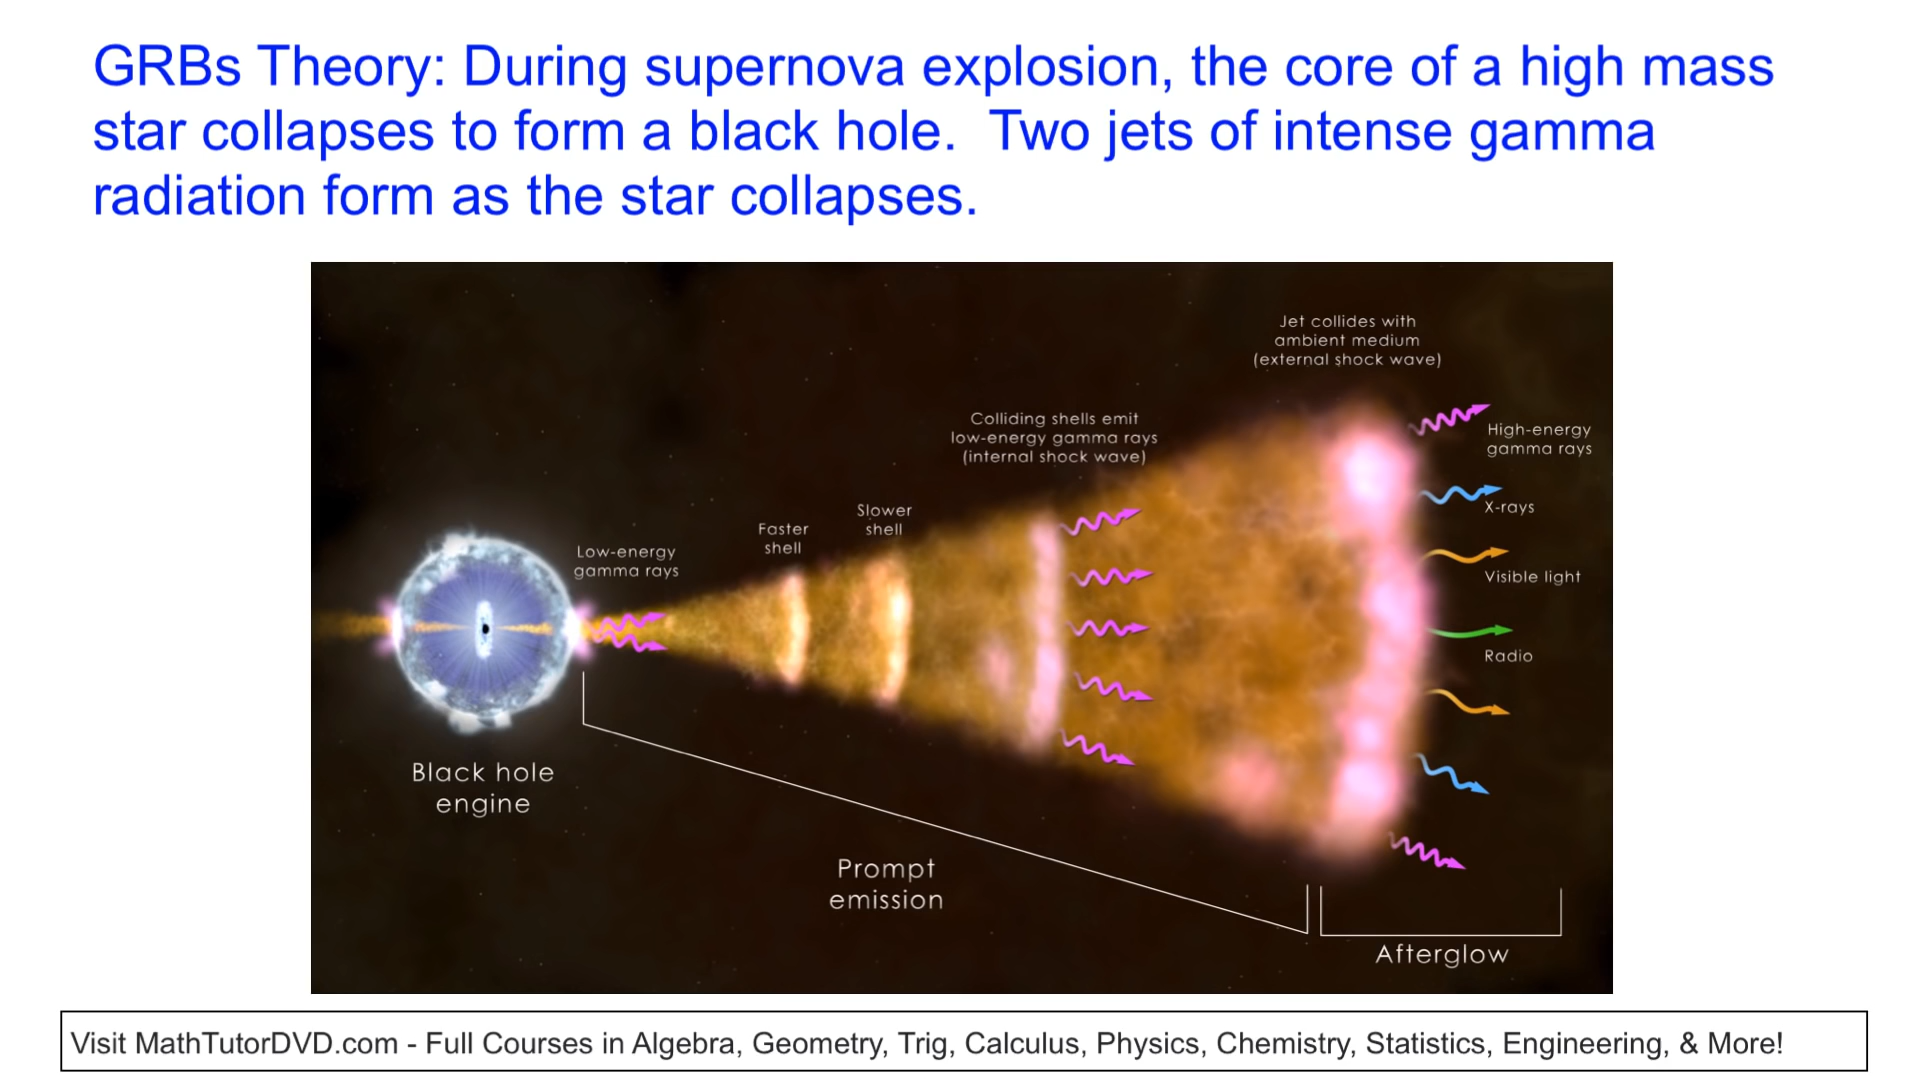 GRBs Theory: During supernova explosion, the core of a high mass
star collapses to form a black hole.  Two jets of intense gamma
radiation form as the star collapses.
Jet collides with
ambient medium
(external shock wave)
Colliding shells emit
low-energy gamma rays
(internal shock wave)
High-energy
gamma rays
X-rays
Slower
shell
Faster
shell
Low-energy
gamma rays
Visible light
Radio
Black hole
engine
Prompt
emission
Afterglow
Visit MathTutorDVD.com - Full Courses in Algebra, Geometry, Trig, Calculus, Physics, Chemistry, Statistics, Engineering, & More!